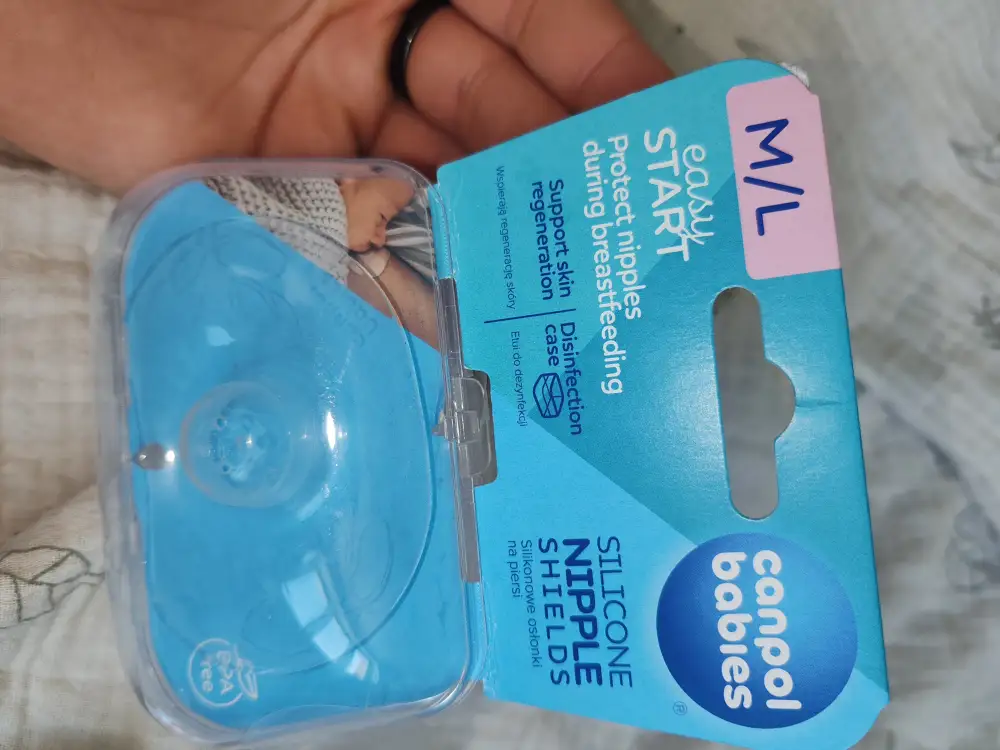 M/L
easy
START
Protect nipples
during breastfeeding
Support skin
regeneration
Wspierają regenerację skóry
Disinfection
case
Etui do dezynfekcji
canpol
babies
SILICONE
NIPPLE
SHIELDS
Silikonowe osłonki
na piersi
®
BPA
free